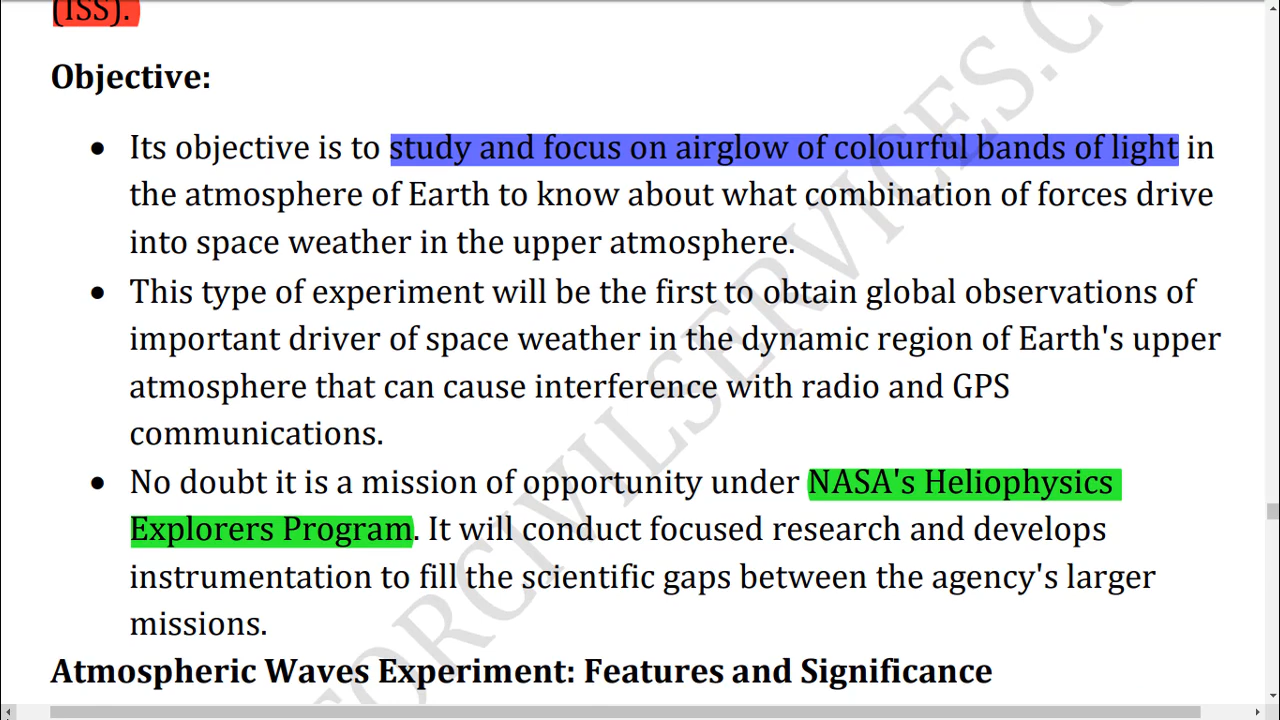 (ISS).
Objective:
• Its objective is to study and focus on airglow of colourful bands of light in
the atmosphere of Earth to know about what combination of forces drive
into space weather in the upper atmosphere.
• This type of experiment will be the first to obtain global observations of
important driver of space weather in the dynamic region of Earth's upper
atmosphere that can cause interference with radio and GPS
communications.
• No doubt it is a mission of opportunity under NASA's Heliophysics
Explorers Program. It will conduct focused research and develops
instrumentation to fill the scientific gaps between the agency's larger
missions.
Atmospheric Waves Experiment: Features and Significance
FORCIVILSERVICES.CO